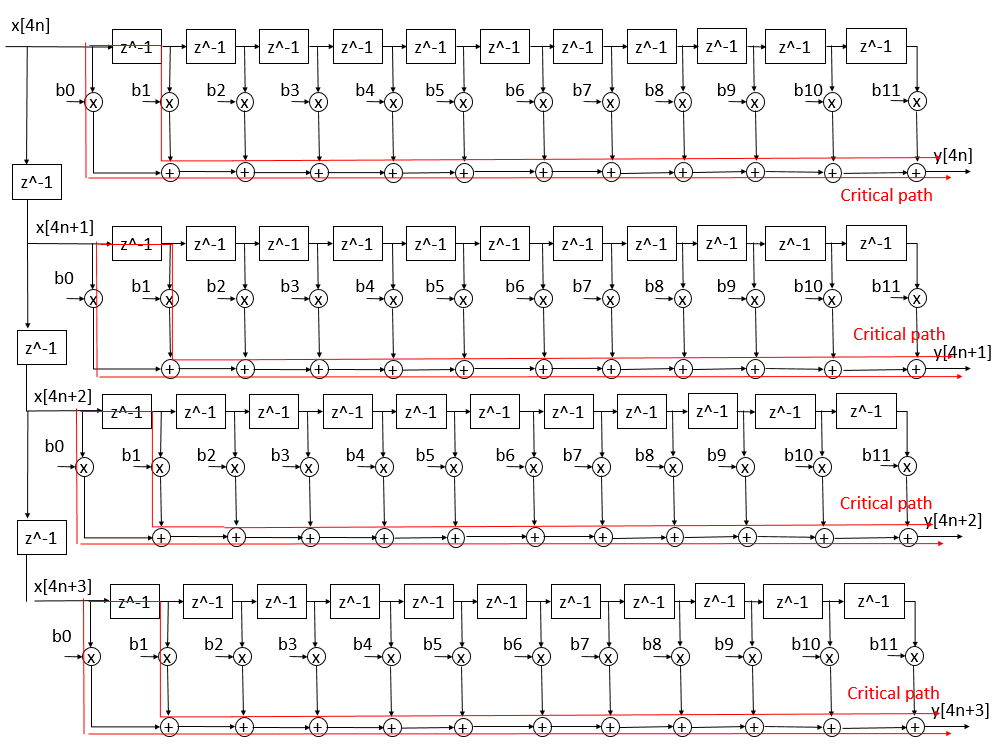 x[4n]
z^-1 z^-1 z^-1 z^-1 z^-1 z^-1 z^-1 z^-1 z^-1 z^-1 z^-1
b0 b1 b2 b3 b4 b5 b6 b7 b8 b9 b10 b11
x x x x x x x x x x x x
y[4n]
+ + + + + + + + + + +
z^-1
Critical path
x[4n+1]
z^-1 z^-1 z^-1 z^-1 z^-1 z^-1 z^-1 z^-1 z^-1 z^-1 z^-1
b0 b1 b2 b3 b4 b5 b6 b7 b8 b9 b10 b11
x x x x x x x x x x x x
Critical path
z^-1
y[4n+1]
+ + + + + + + + + + +
x[4n+2]
z^-1 z^-1 z^-1 z^-1 z^-1 z^-1 z^-1 z^-1 z^-1 z^-1 z^-1
b0 b1 b2 b3 b4 b5 b6 b7 b8 b9 b10 b11
x x x x x x x x x x x x
Critical path
y[4n+2]
z^-1
+ + + + + + + + + + +
x[4n+3]
z^-1 z^-1 z^-1 z^-1 z^-1 z^-1 z^-1 z^-1 z^-1 z^-1 z^-1
b0 b1 b2 b3 b4 b5 b6 b7 b8 b9 b10 b11
x x x x x x x x x x x x
Critical path
y[4n+3]
+ + + + + + + + + + +